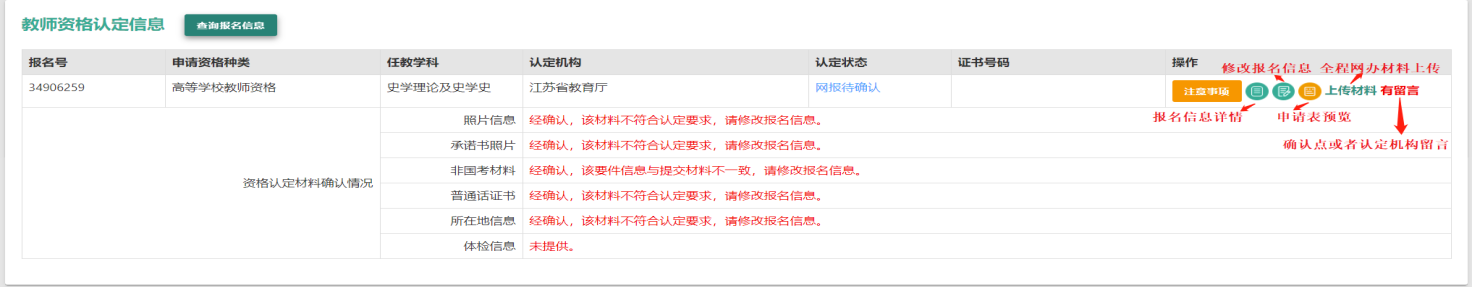 教师资格认定信息 查询报名信息
报名号 申请资格种类 任教学科 认定机构 认定状态 证书号码 操作
修改报名信息 全程网办材料上传
34906259 高等学校教师资格 史学理论及史学史 江苏省教育厅 网报待确认 注意事项 上传材料 有留言
报名信息详情 申请表预览
确认点或者认定机构留言
资格认定材料确认情况
照片信息 经确认，该材料不符合认定要求，请修改报名信息。
承诺书照片 经确认，该材料不符合认定要求，请修改报名信息。
非国考材料 经确认，该要件信息与提交材料不一致，请修改报名信息。
普通话证书 经确认，该材料不符合认定要求，请修改报名信息。
所在地信息 经确认，该材料不符合认定要求，请修改报名信息。
体检信息 未提供。